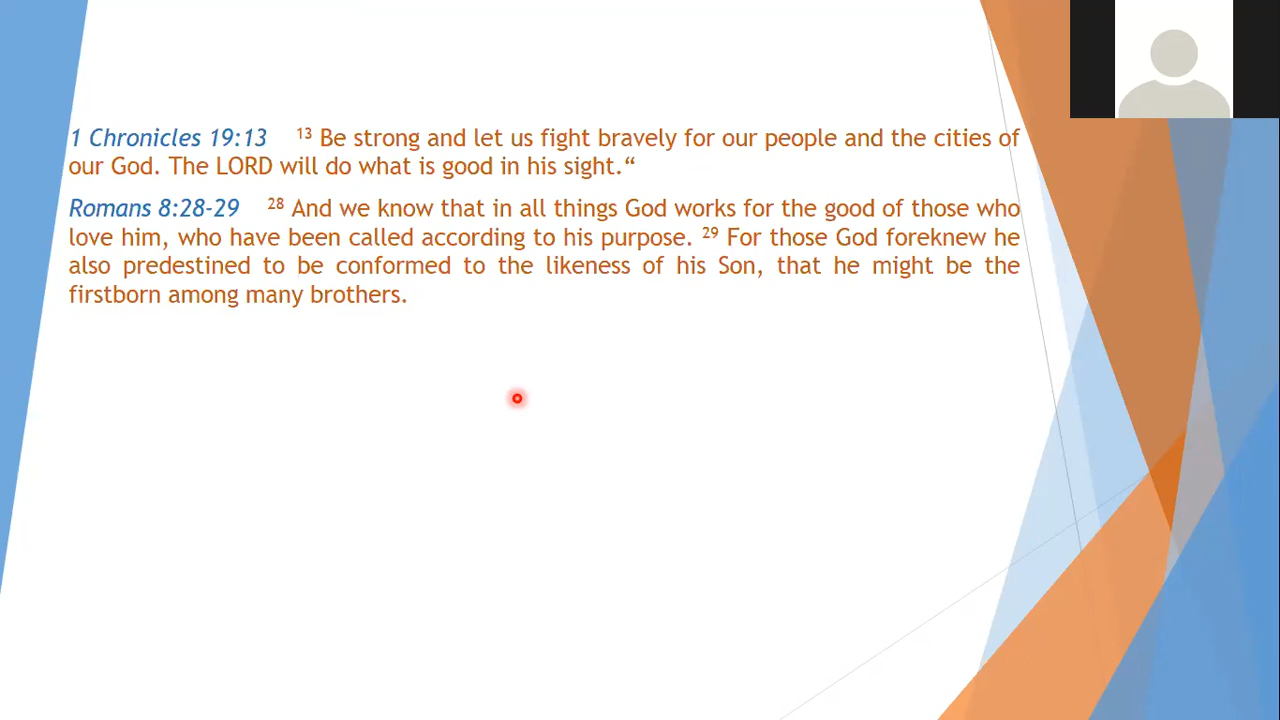 1 Chronicles 19:13 13 Be strong and let us fight bravely for our people and the cities of
our God. The LORD will do what is good in his sight.“
Romans 8:28-29 28 And we know that in all things God works for the good of those who
love him, who have been called according to his purpose. 29 For those God foreknew he
also predestined to be conformed to the likeness of his Son, that he might be the
firstborn among many brothers.